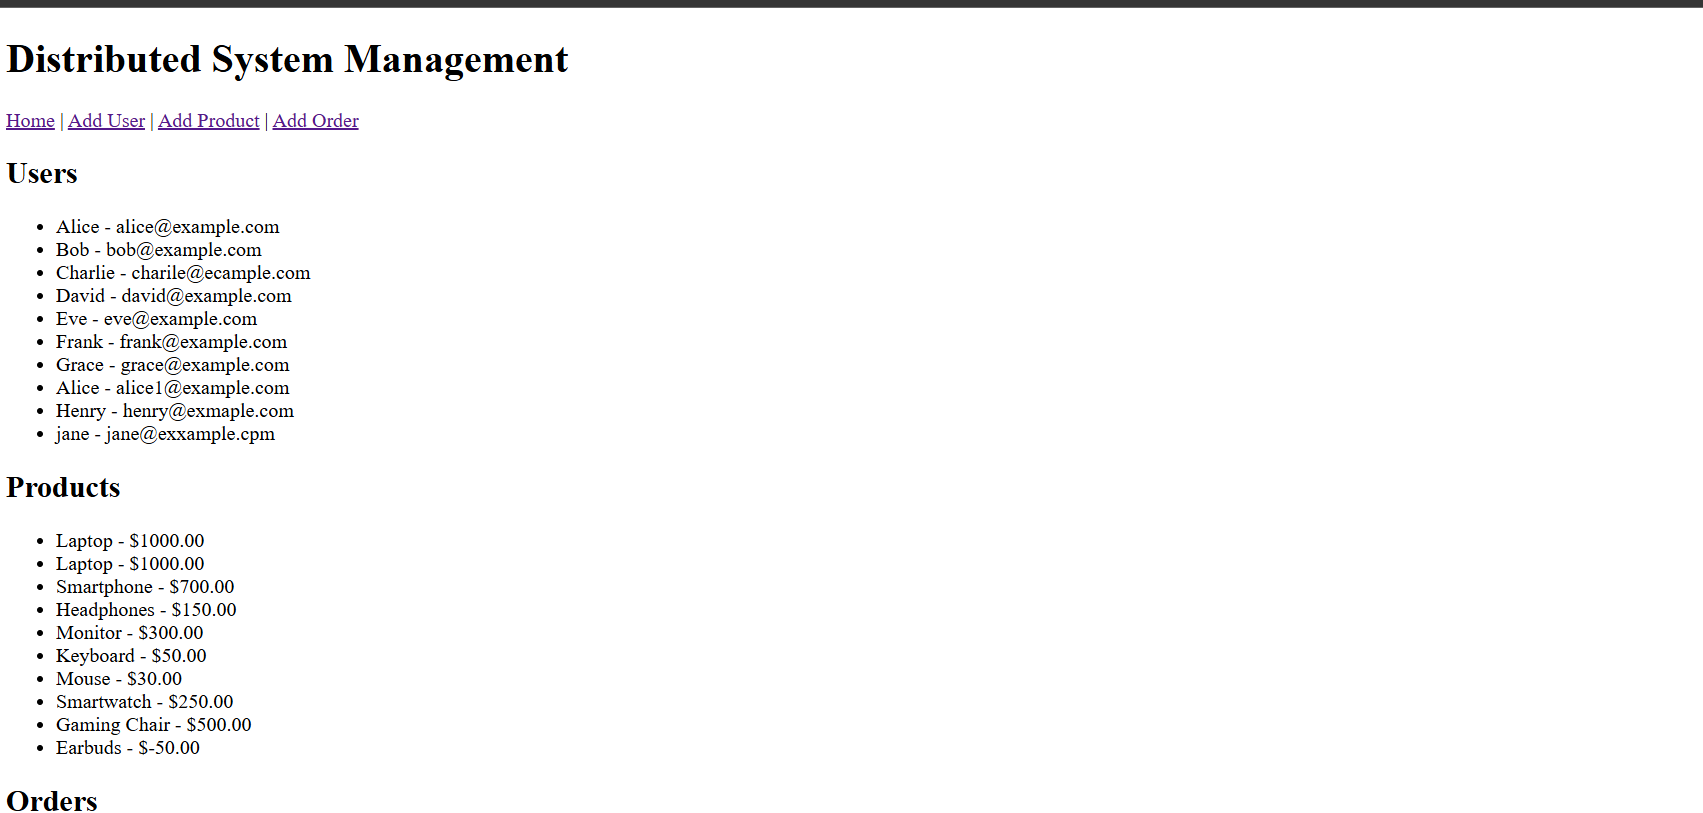 Distributed System Management
Home | Add User | Add Product | Add Order
Users
Alice - alice@example.com
Bob - bob@example.com
Charlie - charile@ecample.com
David - david@example.com
Eve - eve@example.com
Frank - frank@example.com
Grace - grace@example.com
Alice - alice1@example.com
Henry - henry@exmaple.com
jane - jane@exxample.cpm
Products
Laptop - $1000.00
Laptop - $1000.00
Smartphone - $700.00
Headphones - $150.00
Monitor - $300.00
Keyboard - $50.00
Mouse - $30.00
Smartwatch - $250.00
Gaming Chair - $500.00
Earbuds - $-50.00
Orders